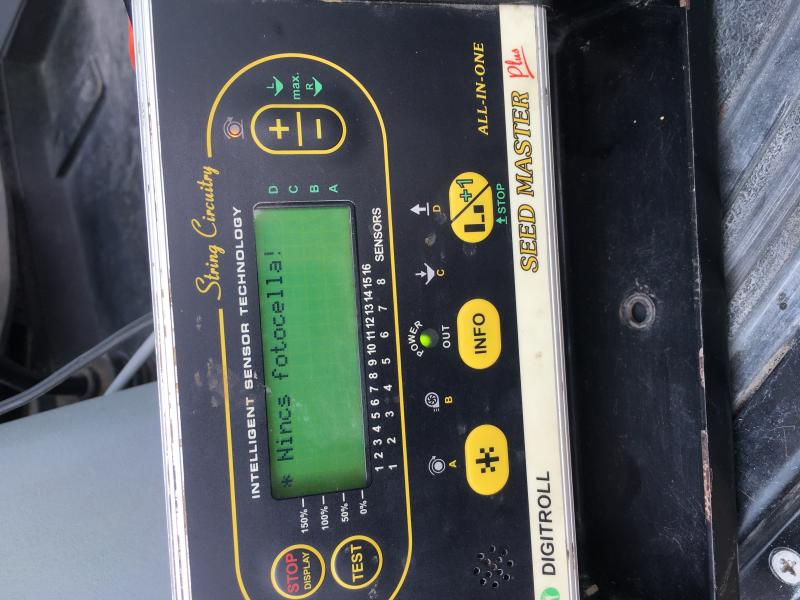 String Circuitry
INTELLIGENT SENSOR TECHNOLOGY
* Nincs fotocella!
D
C
B
A
150%
100%
50%
0%
1 2 3 4 5 6 7 8 9 10 11 12 13 14 15 16
1 2 3 4 5 6 7 8 SENSORS
STOP
DISPLAY
TEST
+
-
L
max.
R
A
B
POWER
OUT
C
D
*
INFO
+1
STOP
ALL-IN-ONE
DIGITROLL
SEED MASTER Plus